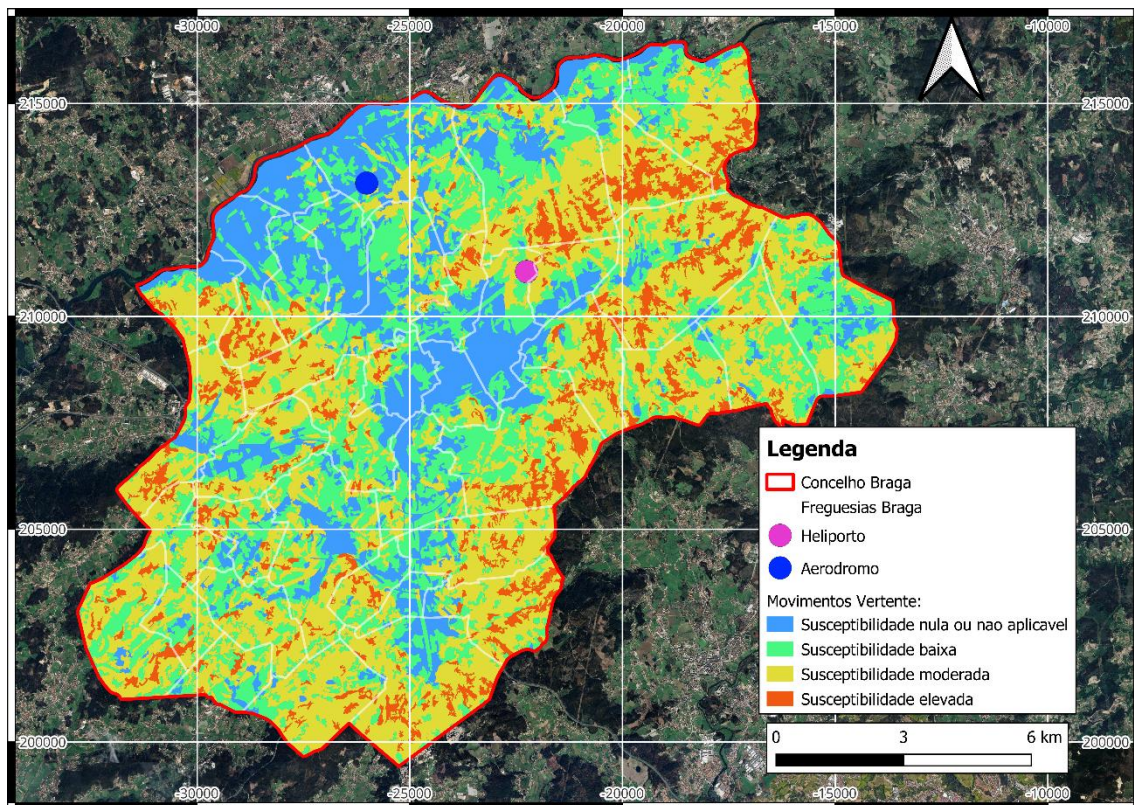 -30000 -25000 -20000 -15000 -10000
215000 215000
210000 210000
205000 205000
200000 200000
-30000 -25000 -20000 -15000 -10000
Legenda
Concelho Braga
Freguesias Braga
Heliporto
Aerodromo
Movimentos Vertente:
Susceptibilidade nula ou nao aplicavel
Susceptibilidade baixa
Susceptibilidade moderada
Susceptibilidade elevada
0 3 6 km